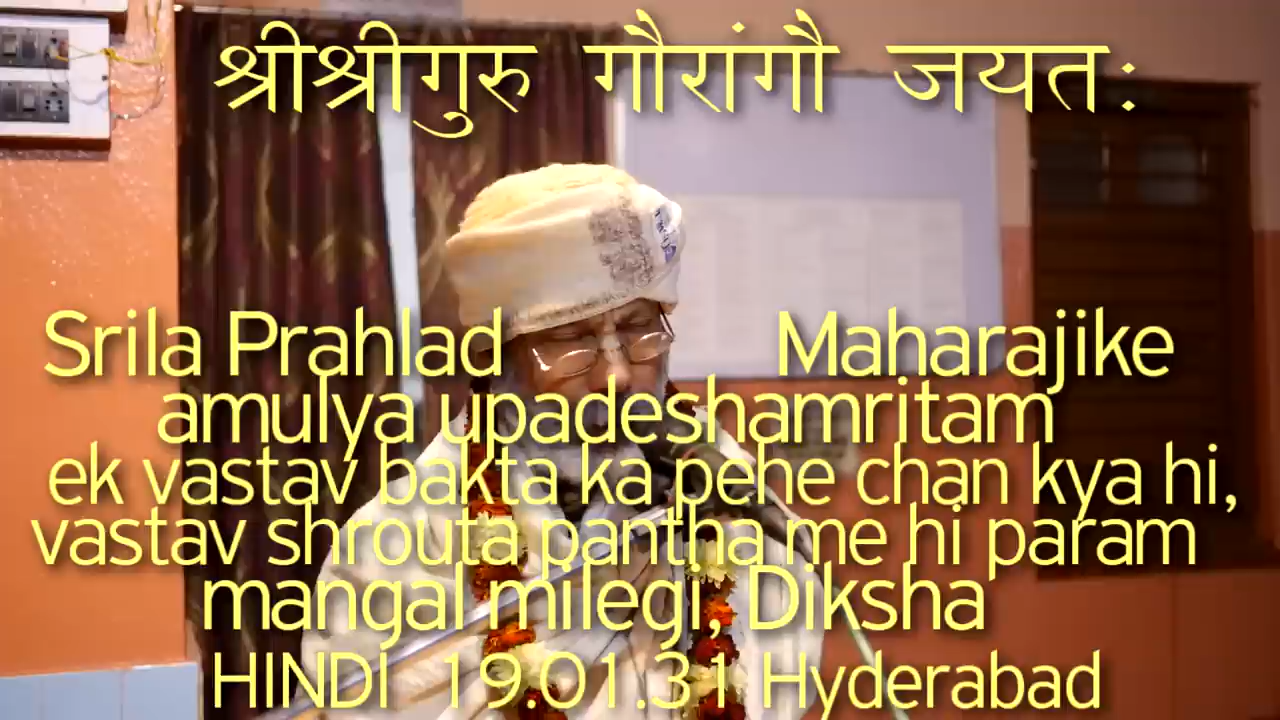 श्रीश्रीगुरु गौरांगौ जयतः
Srila Prahlad Maharajike
amulya upadeshamritam
ek vastav bakta ka pehe chan kya hi,
vastav shrouta pantha me hi param
mangal milegi, Diksha
HINDI 19.01.31 Hyderabad